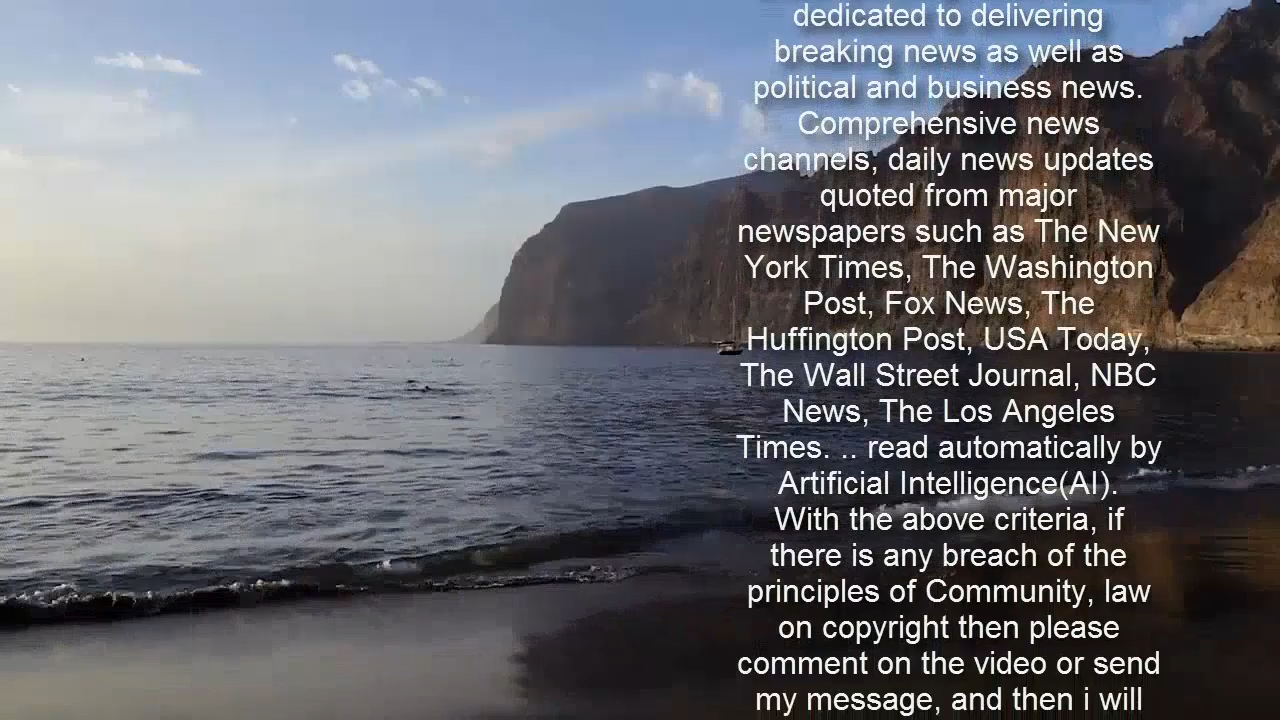 dedicated to delivering
breaking news as well as
political and business news.
Comprehensive news
channels, daily news updates
quoted from major
newspapers such as The New
York Times, The Washington
Post, Fox News, The
Huffington Post, USA Today,
The Wall Street Journal, NBC
News, The Los Angeles
Times. .. read automatically by
Artificial Intelligence(AI).
With the above criteria, if
there is any breach of the
principles of Community, law
on copyright then please
comment on the video or send
my message, and then i will